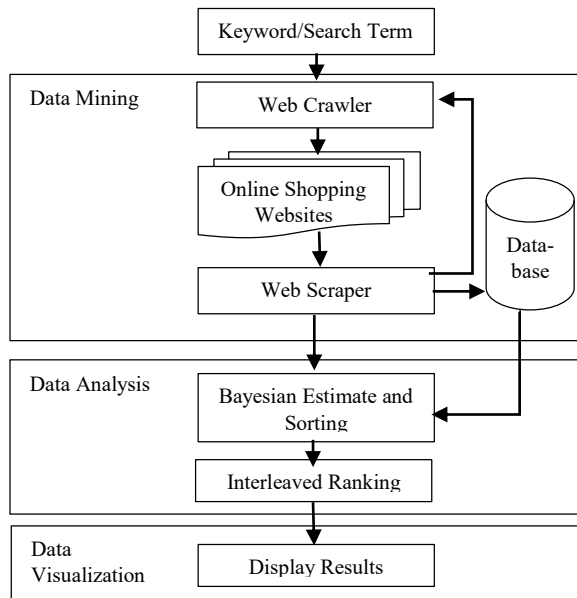 Keyword/Search Term
Data Mining
Web Crawler
Online Shopping
Websites
Data-
base
Web Scraper
Data Analysis
Bayesian Estimate and
Sorting
Interleaved Ranking
Data
Visualization
Display Results